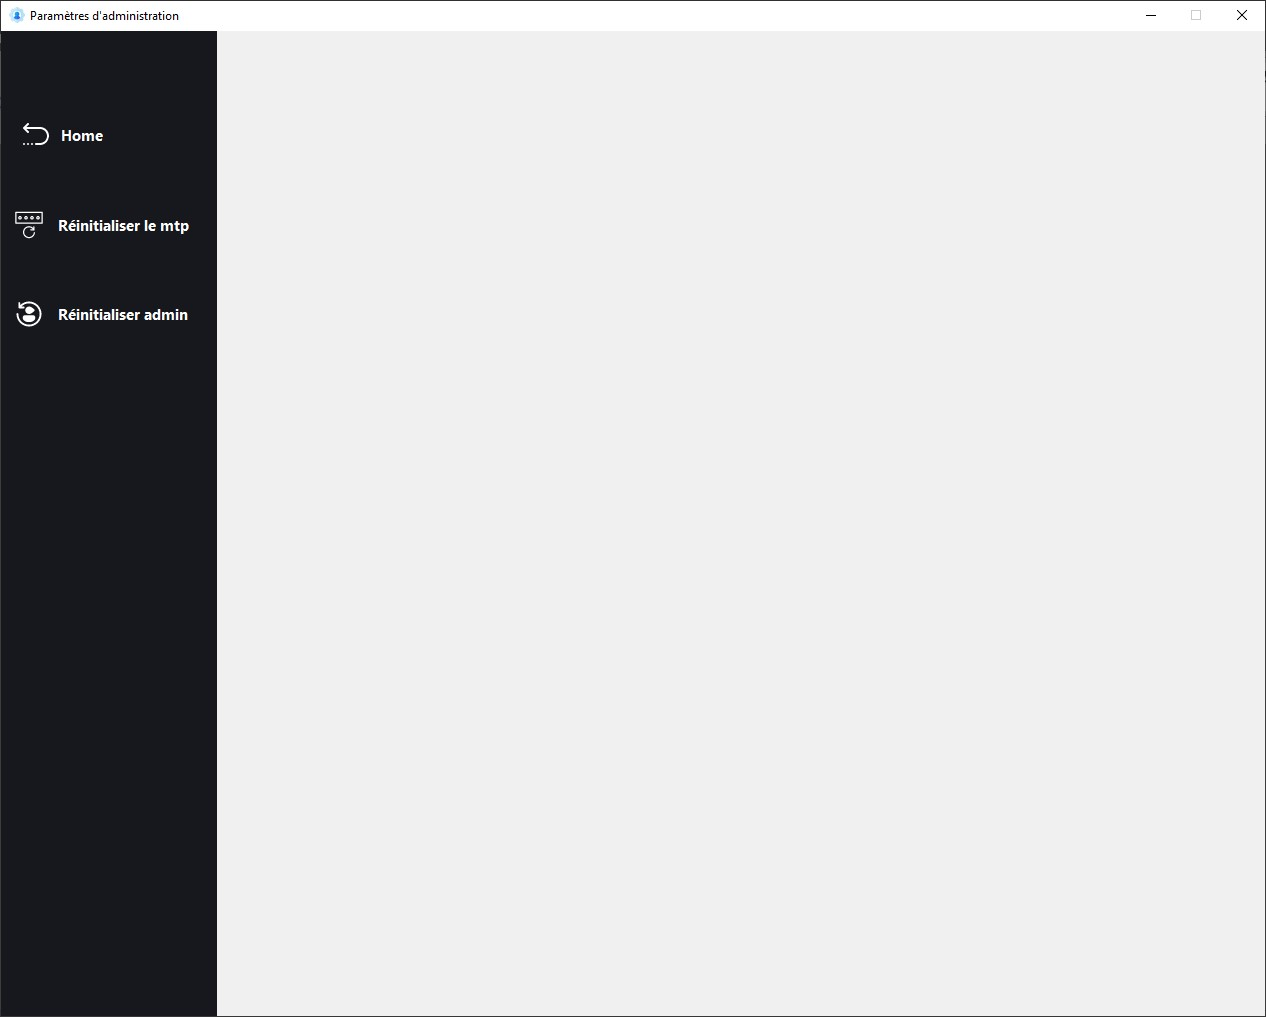 Paramètres d'administration
Home
Réinitialiser le mtp
Réinitialiser admin